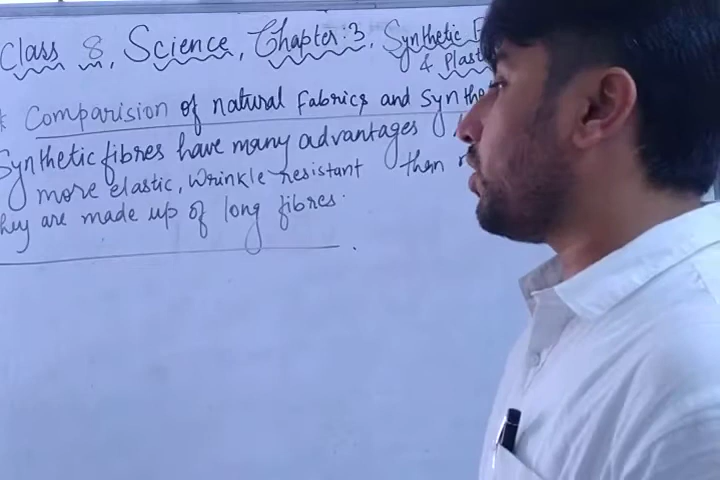 Class 8, Science, Chapter:3, Synthetic F
& Plast
* Comparision of natural Fabrics and Synthe
Synthetic fibres have many advantages
more elastic, wrinkle resistant them
hey are made up of long fibres.